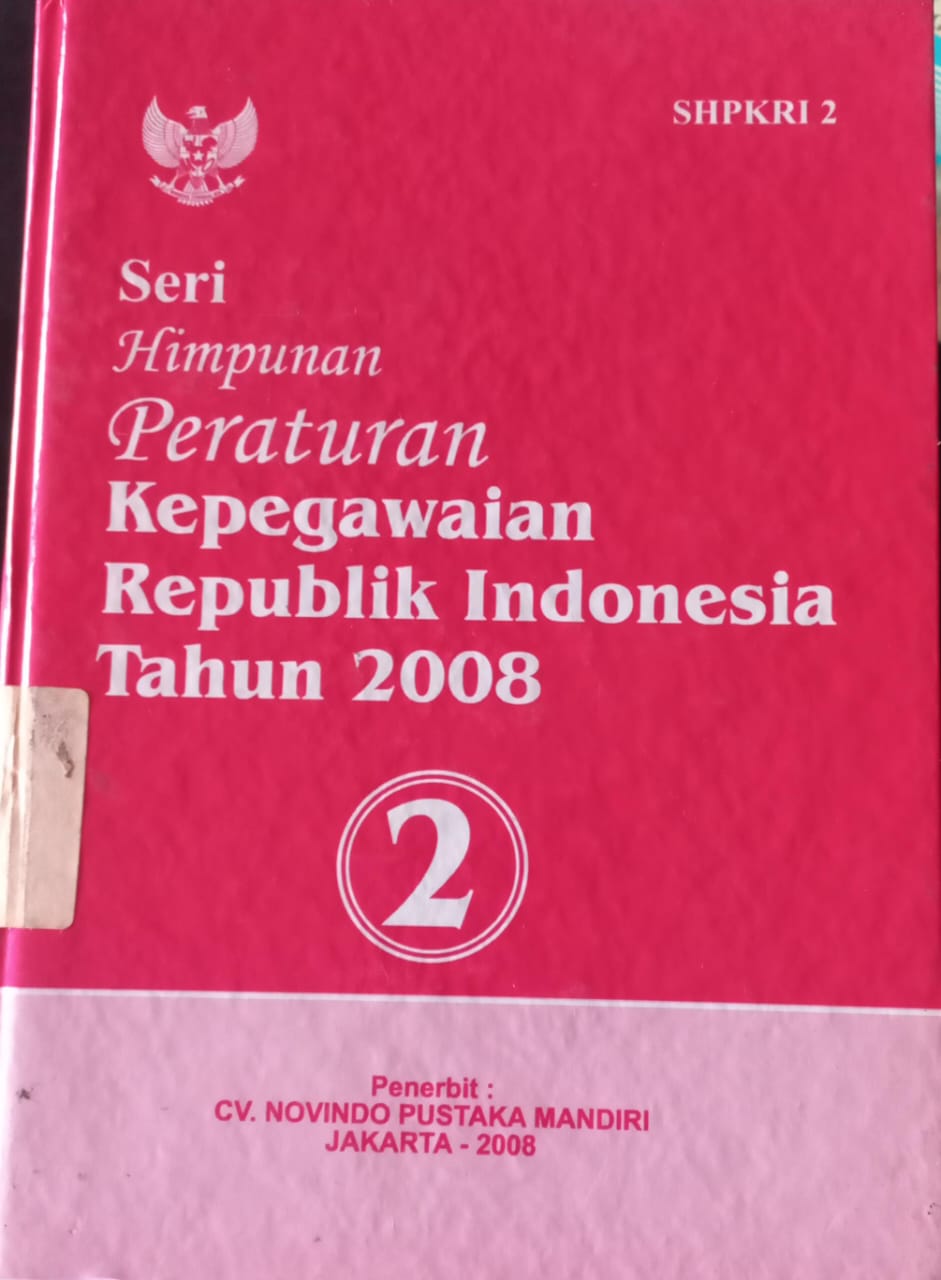 SHPKRI 2
Seri
Himpunan
Peraturan
Kepegawaian
Republik Indonesia
Tahun 2008
2
Penerbit :
CV. NOVINDO PUSTAKA MANDIRI
JAKARTA - 2008